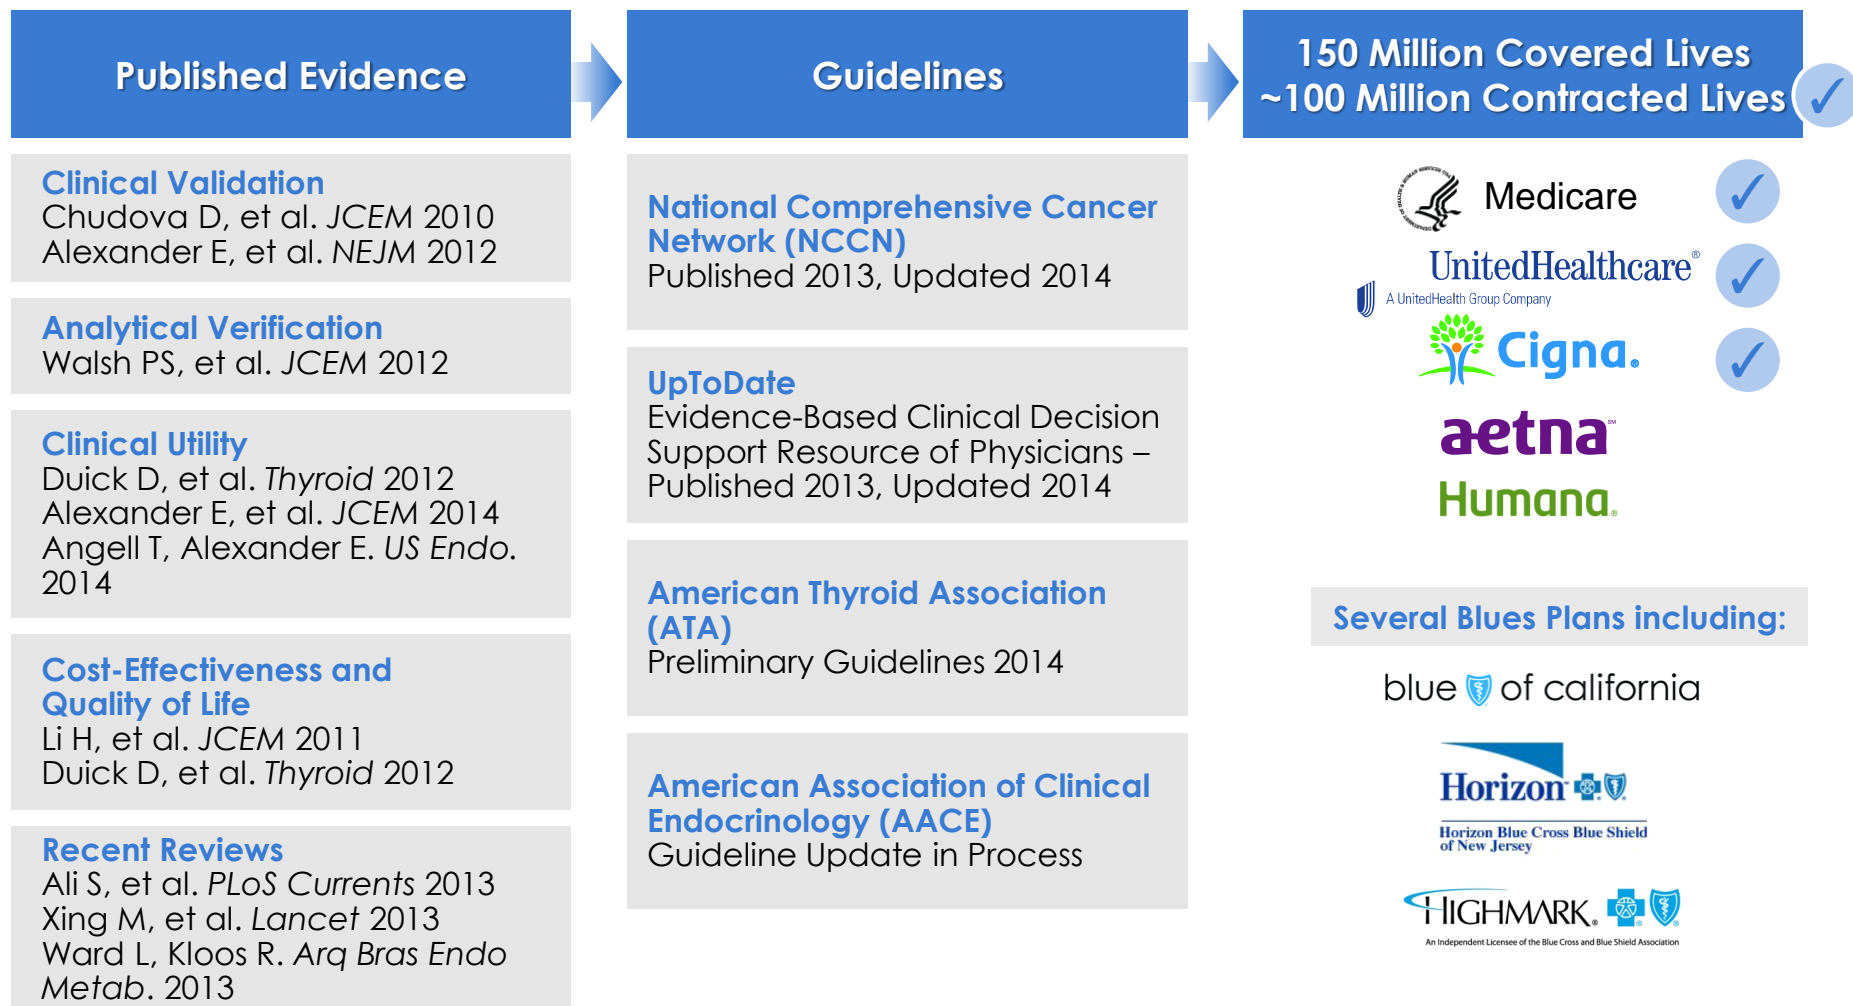 Published Evidence
Clinical Validation
Chudova D, et al. JCEM 2010
Alexander E, et al. NEJM 2012
Analytical Verification
Walsh PS, et al. JCEM 2012
Clinical Utility
Duick D, et al. Thyroid 2012
Alexander E, et al. JCEM 2014
Angell T, Alexander E. US Endo.
2014
Cost-Effectiveness and
Quality of Life
Li H, et al. JCEM 2011
Duick D, et al. Thyroid 2012
Recent Reviews
Ali S, et al. PLoS Currents 2013
Xing M, et al. Lancet 2013
Ward L, Kloos R. Arq Bras Endo
Metab. 2013
Guidelines
National Comprehensive Cancer
Network (NCCN)
Published 2013, Updated 2014
UpToDate
Evidence-Based Clinical Decision
Support Resource of Physicians –
Published 2013, Updated 2014
American Thyroid Association
(ATA)
Preliminary Guidelines 2014
American Association of Clinical
Endocrinology (AACE)
Guideline Update in Process
150 Million Covered Lives
~100 Million Contracted Lives ✓
Medicare ✓
UnitedHealthcare® ✓
A UnitedHealth Group Company
Cigna® ✓
aetna℠
Humana®
Several Blues Plans including:
blue of california
Horizon
Horizon Blue Cross Blue Shield
of New Jersey
HIGHMARK®
An Independent Licensee of the Blue Cross and Blue Shield Association